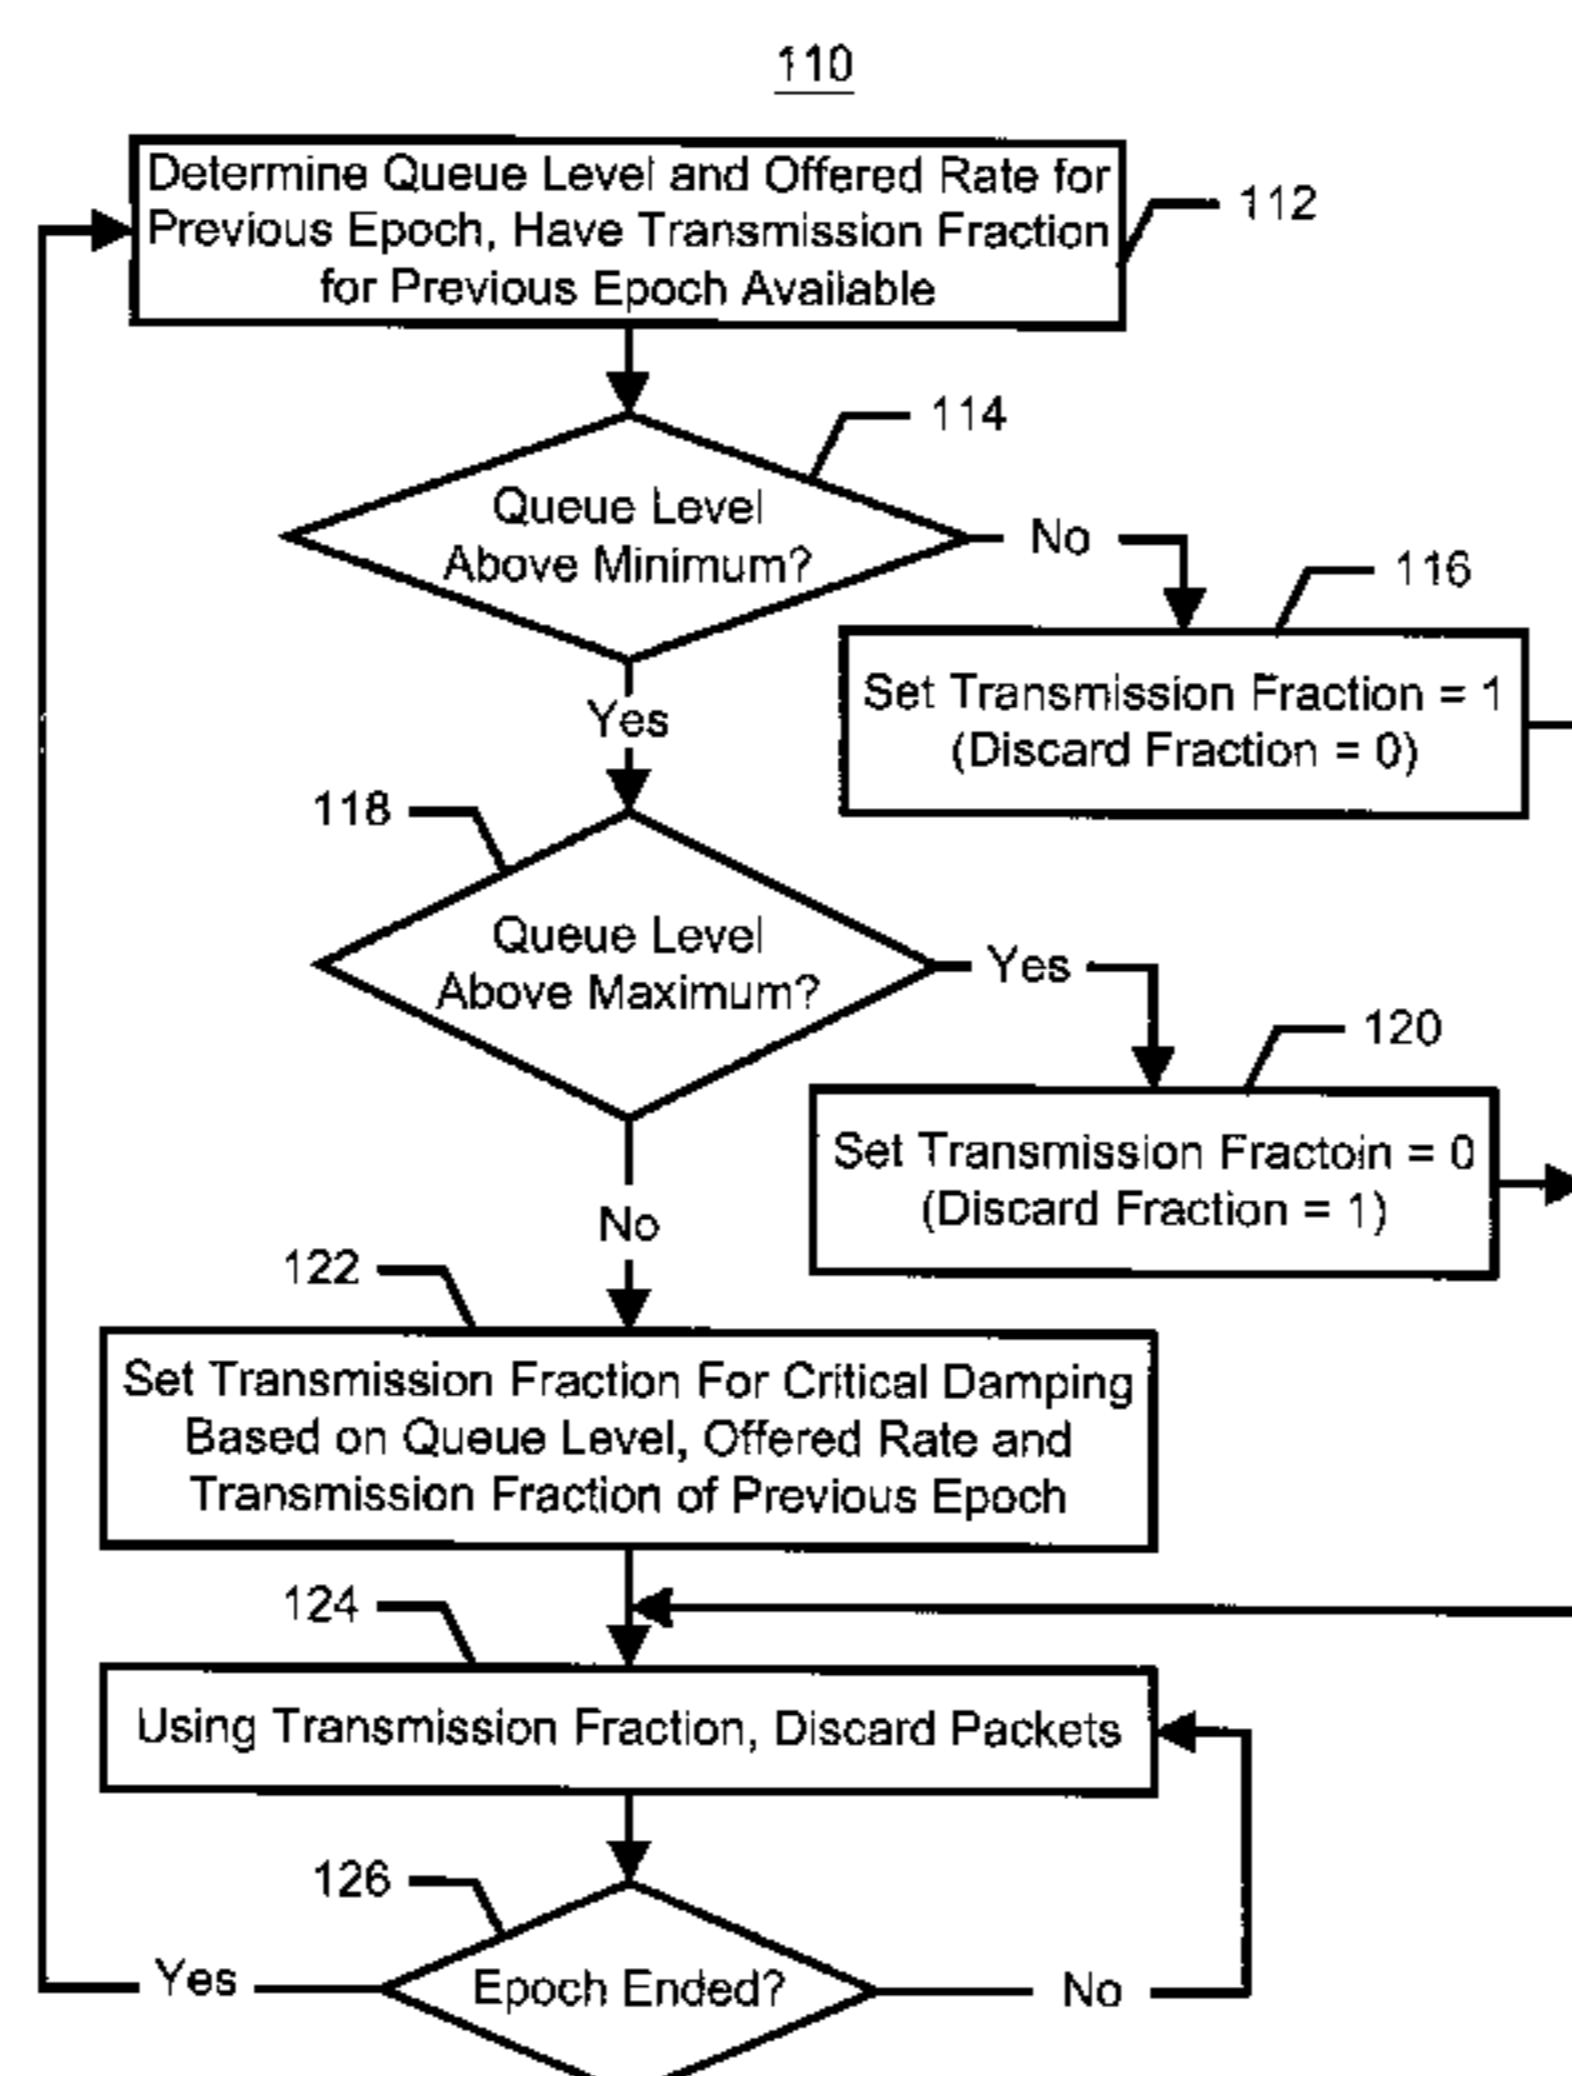 110
Determine Queue Level and Offered Rate for
Previous Epoch, Have Transmission Fraction
for Previous Epoch Available
112
114
Queue Level
Above Minimum?
No
116
Set Transmission Fraction = 1
(Discard Fraction = 0)
Yes
118
Queue Level
Above Maximum?
Yes
120
Set Transmission Fractoin = 0
(Discard Fraction = 1)
No
122
Set Transmission Fraction For Critical Damping
Based on Queue Level, Offered Rate and
Transmission Fraction of Previous Epoch
124
Using Transmission Fraction, Discard Packets
126
Epoch Ended?
Yes
No